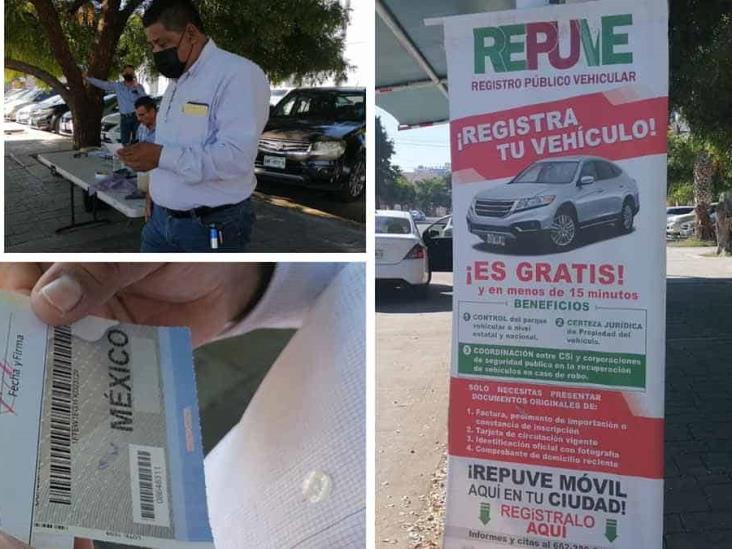 Fecha y Firma
MÉXICO
REPUVE
REGISTRO PÚBLICO VEHICULAR
¡REGISTRA
TU VEHÍCULO!
¡ES GRATIS!
y en menos de 15 minutos
BENEFICIOS
1 CONTROL del parque
vehicular a nivel
estatal y nacional.
2 CERTEZA JURÍDICA
de Propiedad del
vehículo.
3 COORDINACIÓN entre C5i y corporaciones
de seguridad pública en la recuperación
de vehículos en caso de robo.
SÓLO NECESITAS PRESENTAR
DOCUMENTOS ORIGINALES DE:
1. Factura, pedimento de importación o
constancia de inscripción
2. Tarjeta de circulación vigente
3. Identificación oficial con fotografía
4. Comprobante de domicilio reciente
¡REPUVE MÓVIL
AQUÍ EN TU CIUDAD!
REGíSTRALO
AQUÍ
Informes y citas al